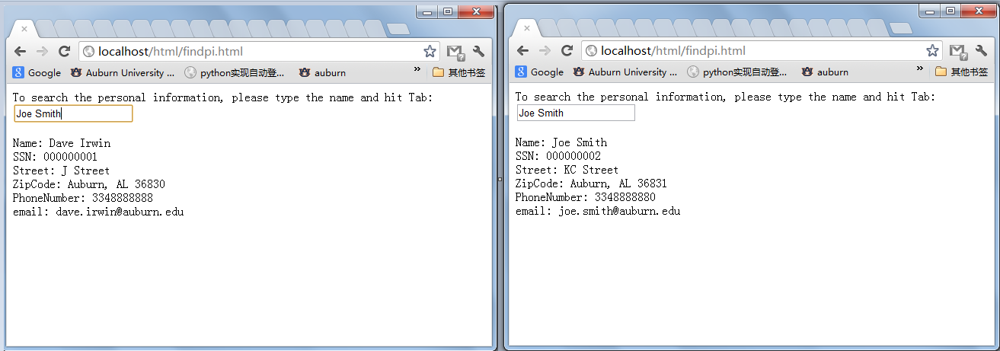 localhost/html/findpi.html
Google Auburn University ... python实现自动登... auburn » 其他书签
To search the personal information, please type the name and hit Tab:
Joe Smith
Name: Dave Irwin
SSN: 000000001
Street: J Street
ZipCode: Auburn, AL 36830
PhoneNumber: 3348888888
email: dave.irwin@auburn.edu
localhost/html/findpi.html
Google Auburn University ... python实现自动登... auburn » 其他书签
To search the personal information, please type the name and hit Tab:
Joe Smith
Name: Joe Smith
SSN: 000000002
Street: KC Street
ZipCode: Auburn, AL 36831
PhoneNumber: 3348888880
email: joe.smith@auburn.edu